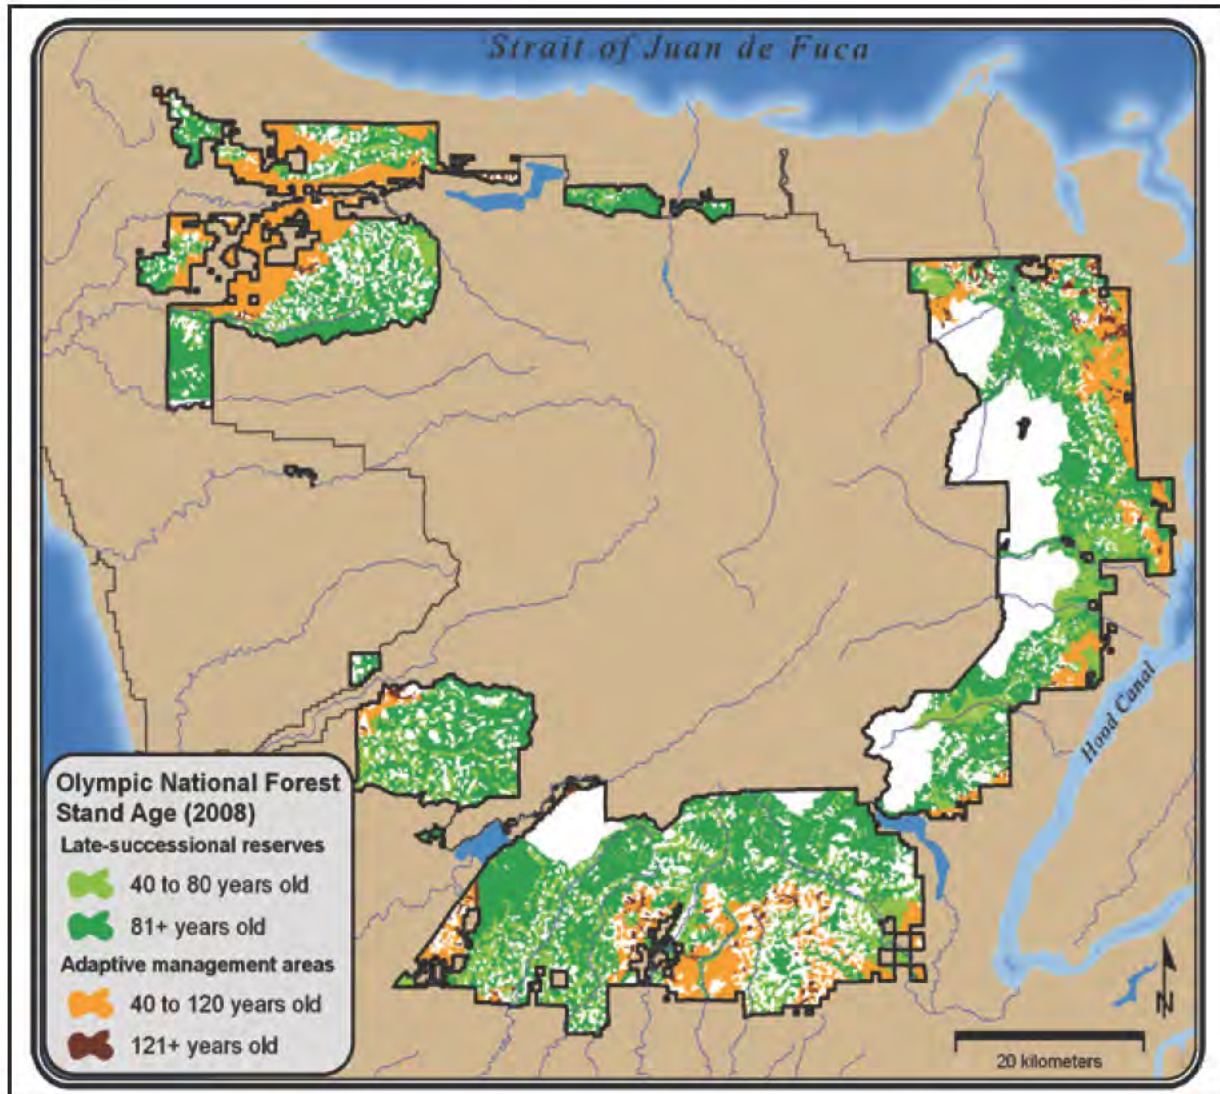 Strait of Juan de Fuca
Hood Canal
Olympic National Forest
Stand Age (2008)
Late-successional reserves
40 to 80 years old
81+ years old
Adaptive management areas
40 to 120 years old
121+ years old
N
20 kilometers